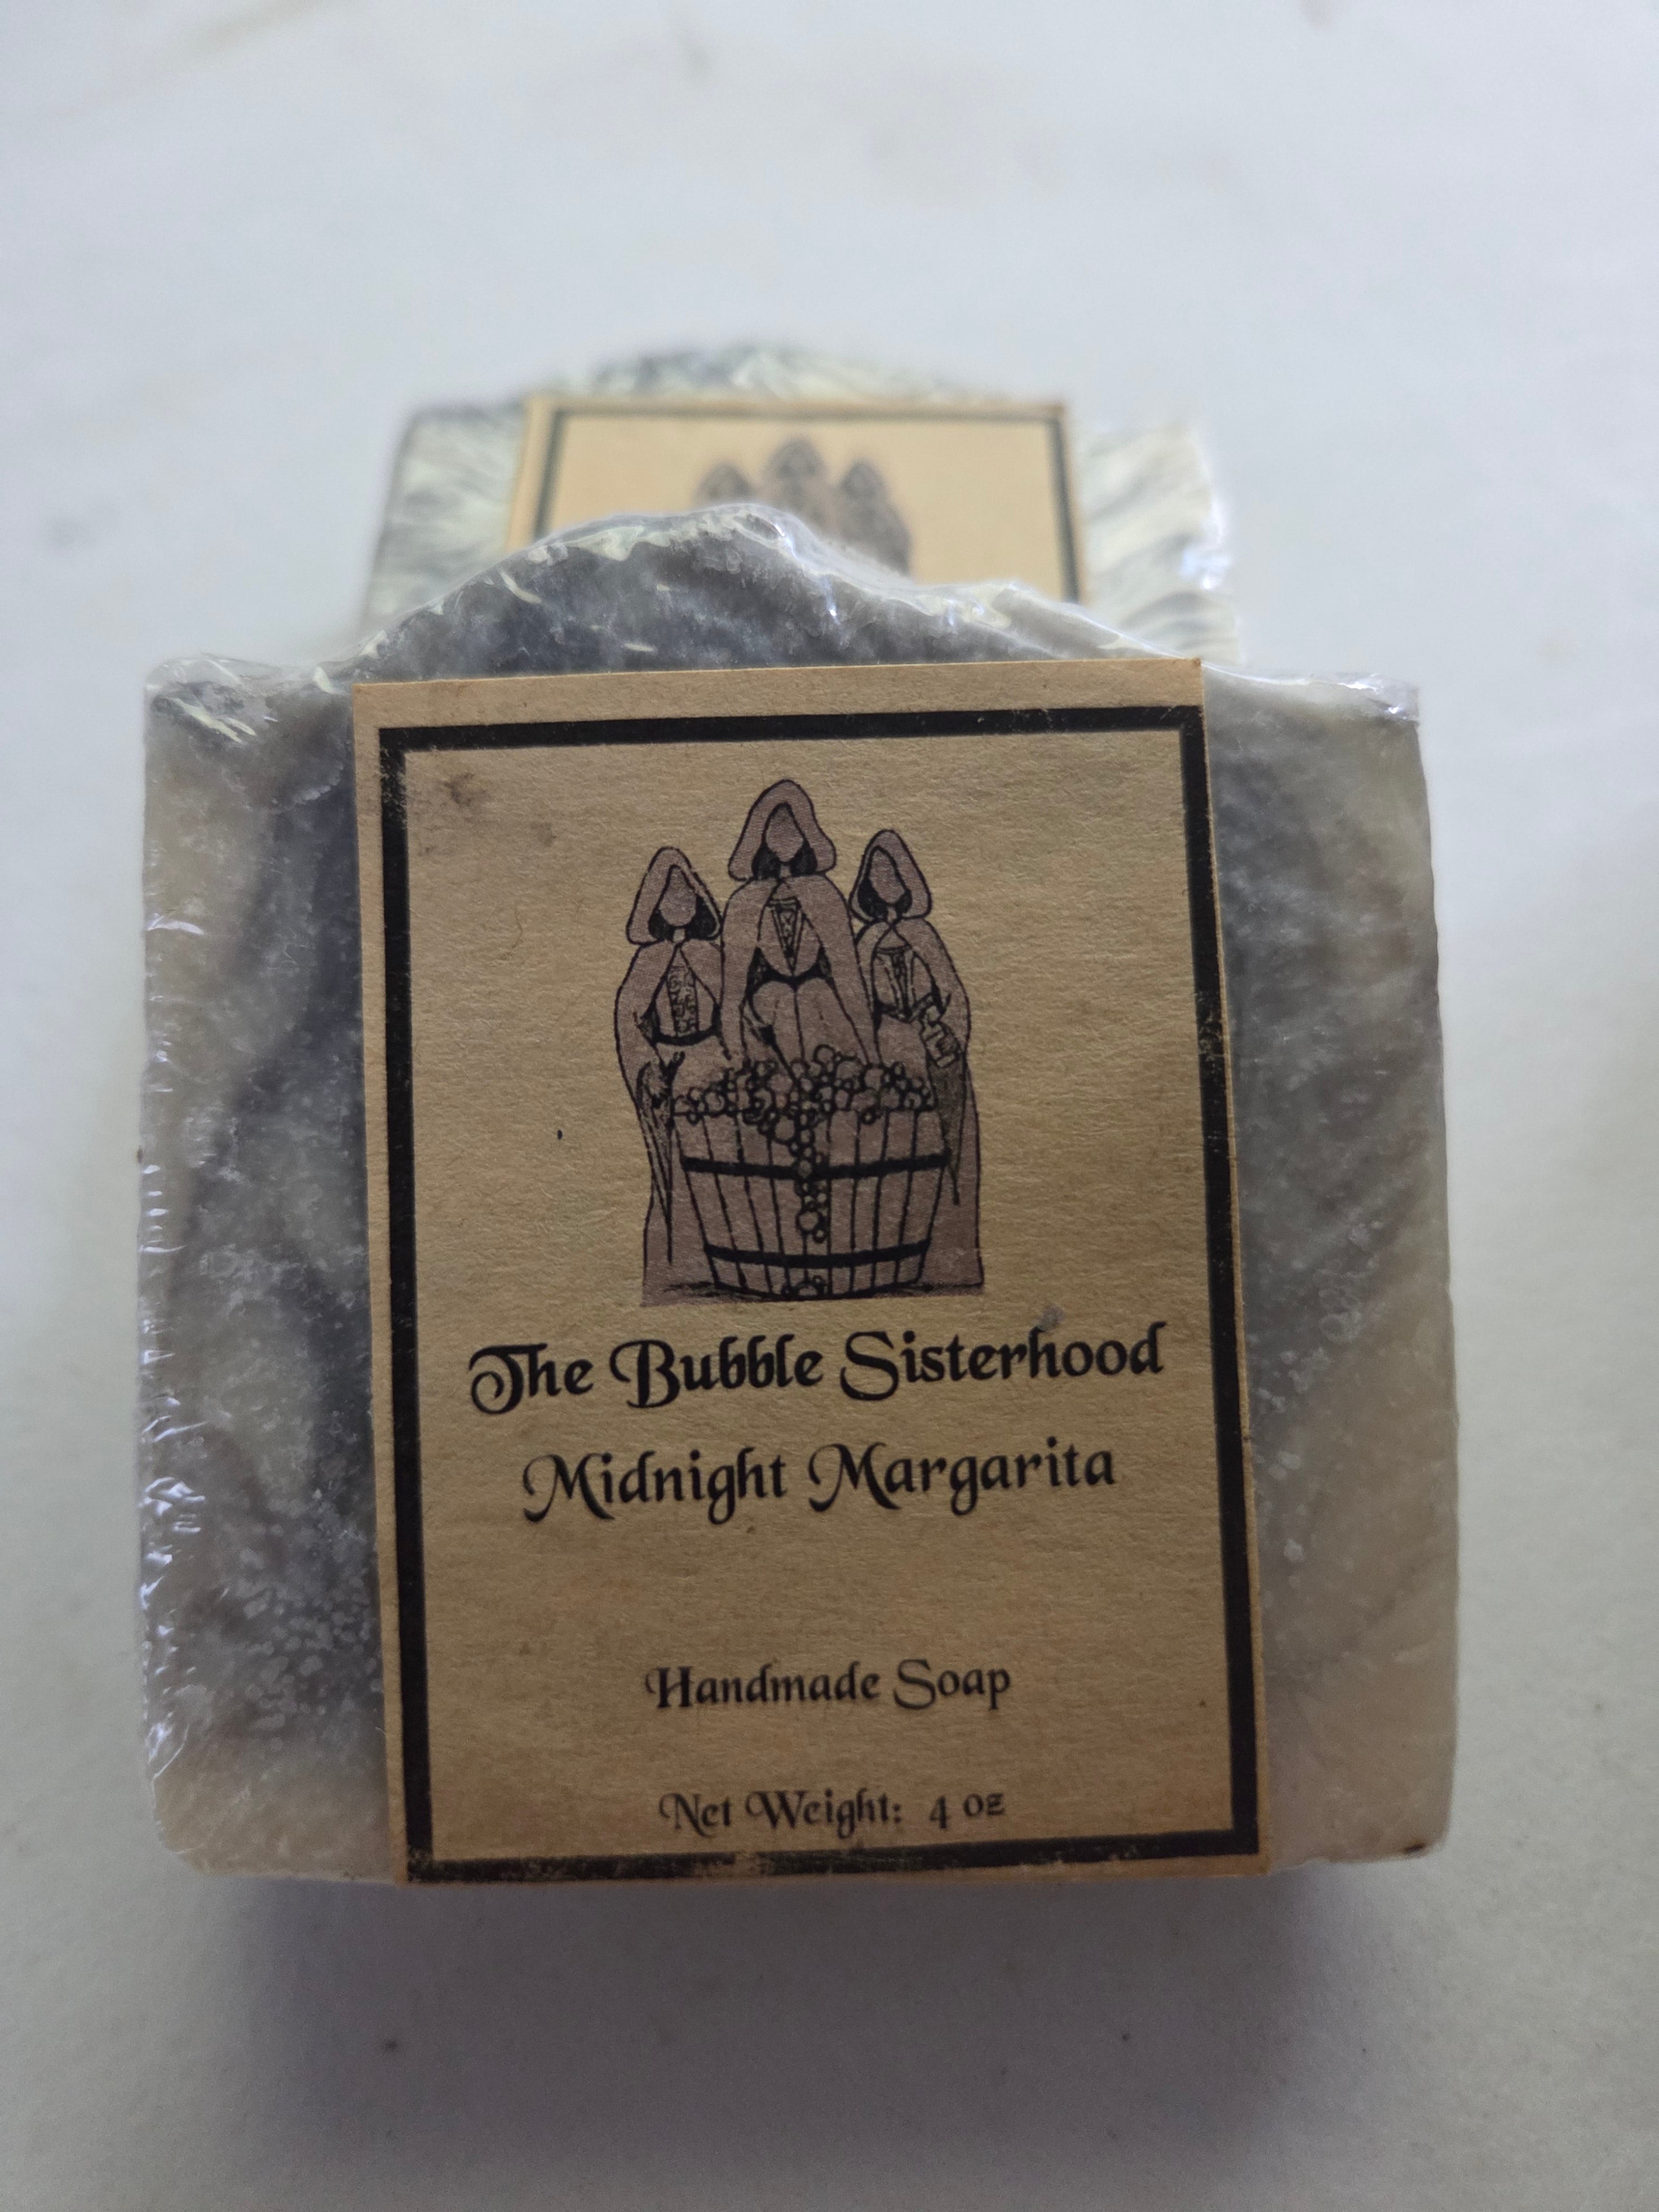 The Bubble Sisterhood
Midnight Margarita
Handmade Soap
Net Weight: 4 oz